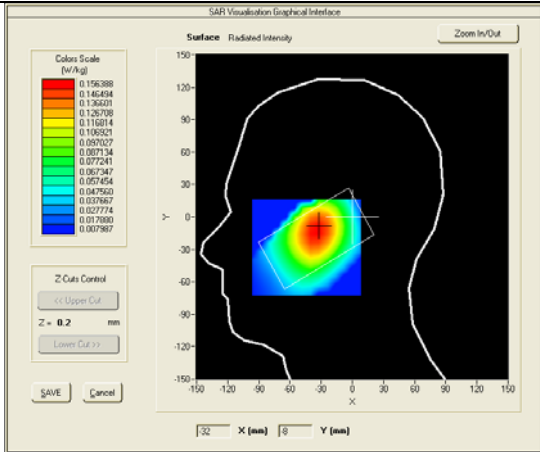 SAR Visualisation Graphical Interface
Surface Radiated Intensity
Zoom In/Out
Colors Scale
(W/kg)
0.156388
0.146494
0.136601
0.126708
0.116814
0.106921
0.097027
0.087134
0.077241
0.067347
0.057454
0.047560
0.037667
0.027774
0.017880
0.007987
Z Cuts Control
<< Upper Cut
Z = 0.2 mm
Lower Cut >>
SAVE Cancel
150
120
90
60
30
0
-30
-60
-90
-120
-150
Y
-150 -120 -90 -60 -30 0 30 60 90 120 150
X
-32 X (mm) -8 Y (mm)